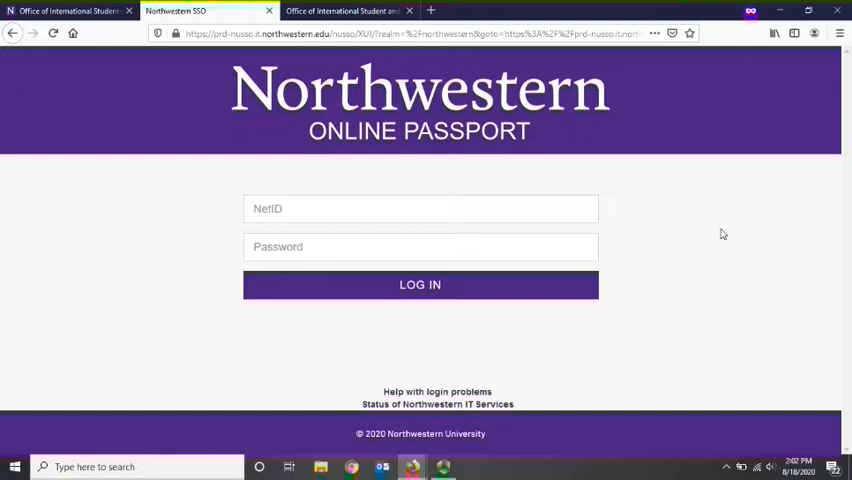 Office of International Student
Northwestern SSO
Office of International Student and
https://prd-nusso.it.northwestern.edu/nusso/XUI/?realm=%2Fnorthwestern&goto=https%3A%2F%2Fprd-nusso.it.north
Northwestern
ONLINE PASSPORT
NetID
Password
LOG IN
Help with login problems
Status of Northwestern IT Services
© 2020 Northwestern University
Type here to search
2:02 PM
8/18/2020
22